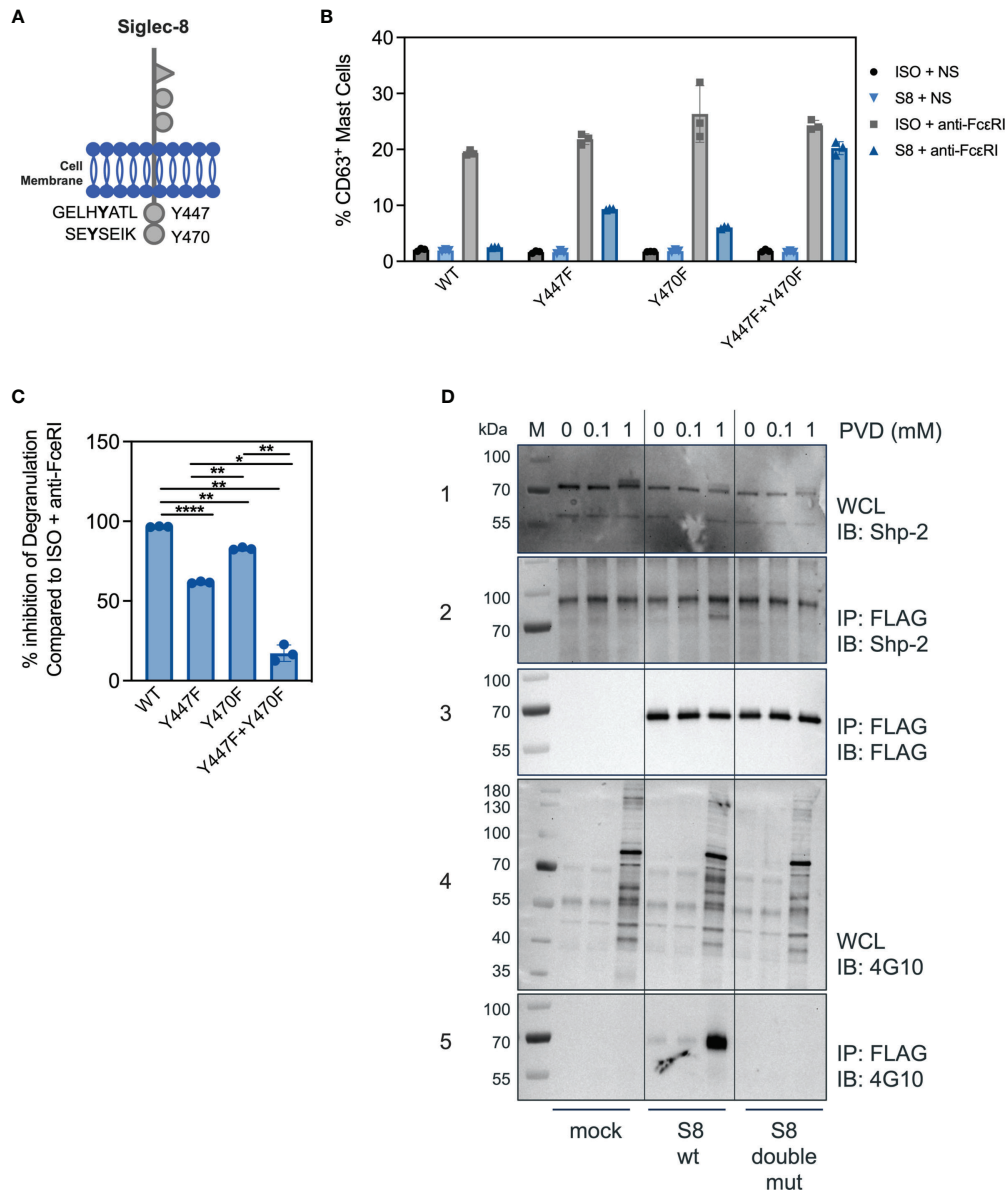 A
Siglec-8
Cell
Membrane
GELHYATL Y447
SEYSEIK Y470
B
% CD63+ Mast Cells
40
30
20
10
0
WT
Y447F
Y470F
Y447F+Y470F
ISO + NS
S8 + NS
ISO + anti-FcεRI
S8 + anti-FcεRI
C
% inhibition of Degranulation
Compared to ISO + anti-FceRI
150
100
50
0
**
*
**
**
**
****
WT
Y447F
Y470F
Y447F+Y470F
D
kDa M 0 0.1 1 0 0.1 1 0 0.1 1 PVD (mM)
1
100
70
55
WCL
IB: Shp-2
2
100
70
IP: FLAG
IB: Shp-2
3
100
70
55
IP: FLAG
IB: FLAG
4
180
130
100
70
55
40
35
WCL
IB: 4G10
5
100
70
55
IP: FLAG
IB: 4G10
mock
S8
wt
S8
double
mut